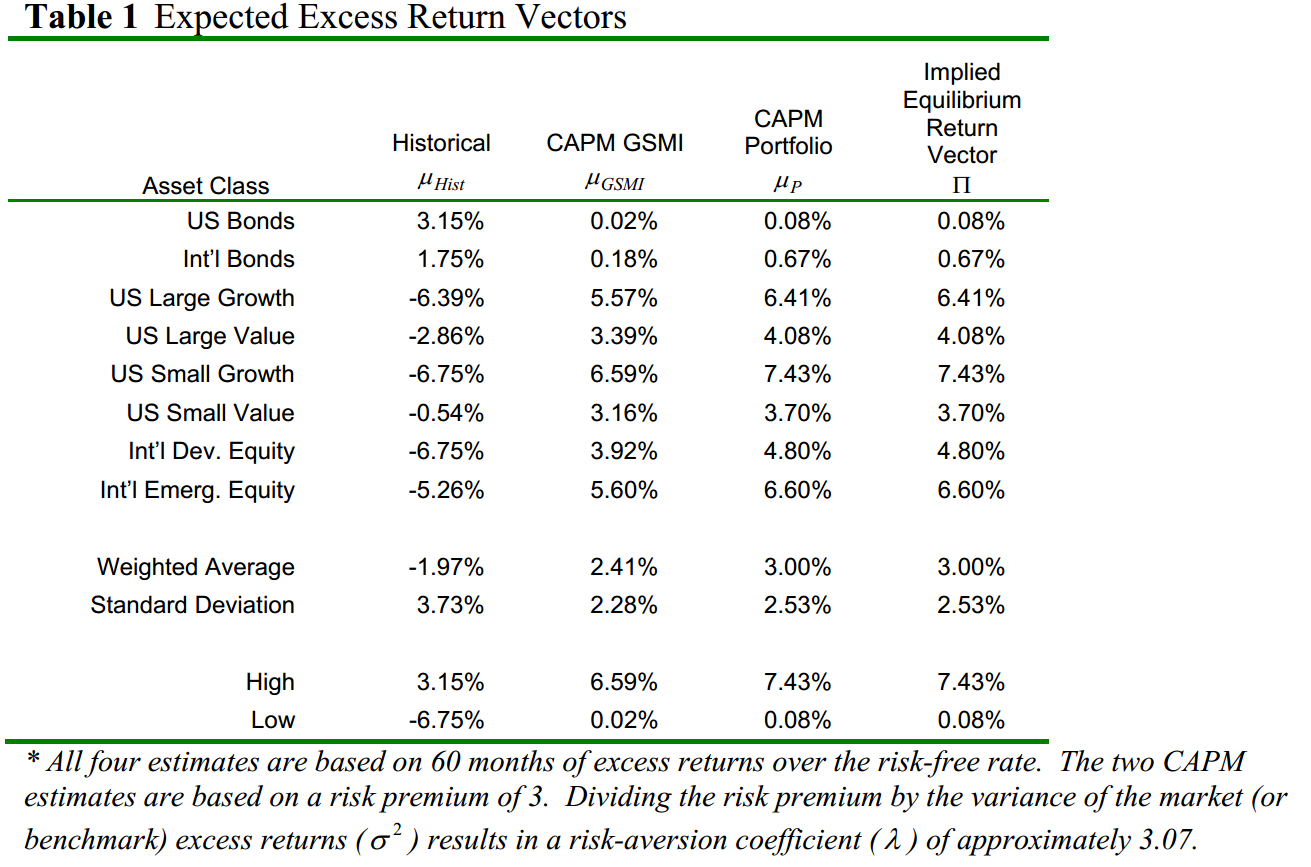 Table 1 Expected Excess Return Vectors
Asset Class Historical μHist CAPM GSMI μGSMI CAPM Portfolio μP Implied Equilibrium Return Vector Π
US Bonds 3.15% 0.02% 0.08% 0.08%
Int’l Bonds 1.75% 0.18% 0.67% 0.67%
US Large Growth -6.39% 5.57% 6.41% 6.41%
US Large Value -2.86% 3.39% 4.08% 4.08%
US Small Growth -6.75% 6.59% 7.43% 7.43%
US Small Value -0.54% 3.16% 3.70% 3.70%
Int’l Dev. Equity -6.75% 3.92% 4.80% 4.80%
Int’l Emerg. Equity -5.26% 5.60% 6.60% 6.60%
Weighted Average -1.97% 2.41% 3.00% 3.00%
Standard Deviation 3.73% 2.28% 2.53% 2.53%
High 3.15% 6.59% 7.43% 7.43%
Low -6.75% 0.02% 0.08% 0.08%
* All four estimates are based on 60 months of excess returns over the risk-free rate. The two CAPM
estimates are based on a risk premium of 3. Dividing the risk premium by the variance of the market (or
benchmark) excess returns (σ²) results in a risk-aversion coefficient (λ) of approximately 3.07.